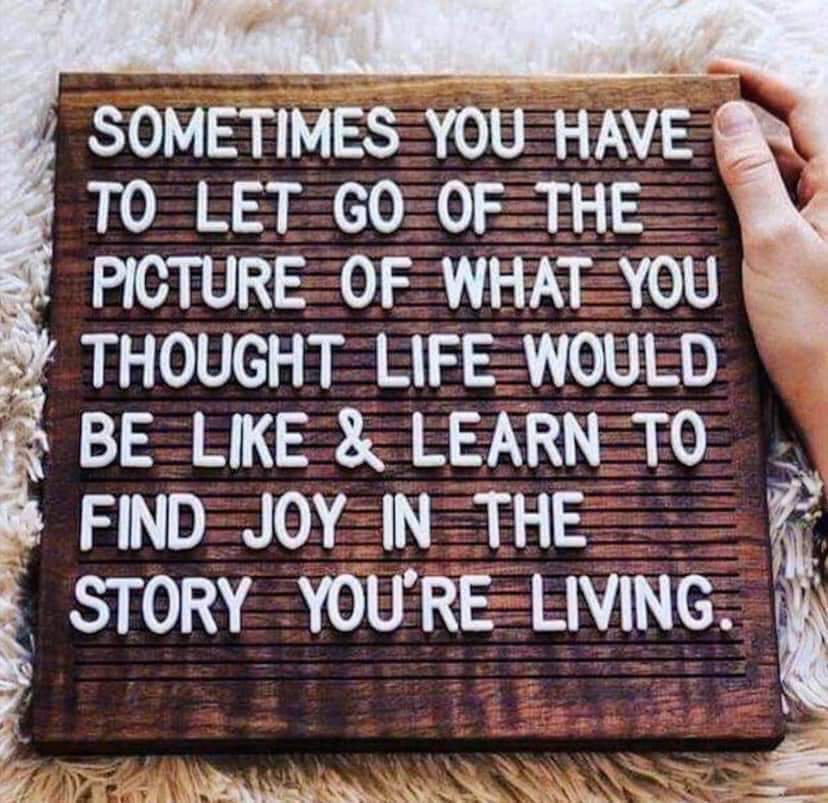 SOMETIMES YOU HAVE
TO LET GO OF THE
PICTURE OF WHAT YOU
THOUGHT LIFE WOULD
BE LIKE & LEARN TO
FIND JOY IN THE
STORY YOU'RE LIVING.